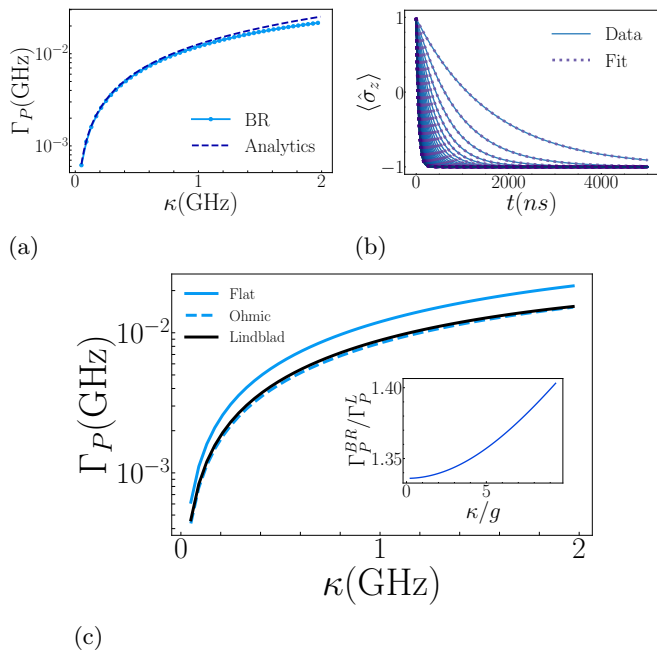 Γ_P(GHz)
10⁻²
10⁻³
BR
Analytics
0
1
2
κ(GHz)
(a)
⟨σ̂_z⟩
1
0
−1
Data
Fit
0
2000
4000
t(ns)
(b)
Γ_P(GHz)
10⁻²
10⁻³
Flat
Ohmic
Lindblad
Γ_P^{BR}/Γ_P^L
1.40
1.35
0
5
κ/g
0
1
2
κ(GHz)
(c)